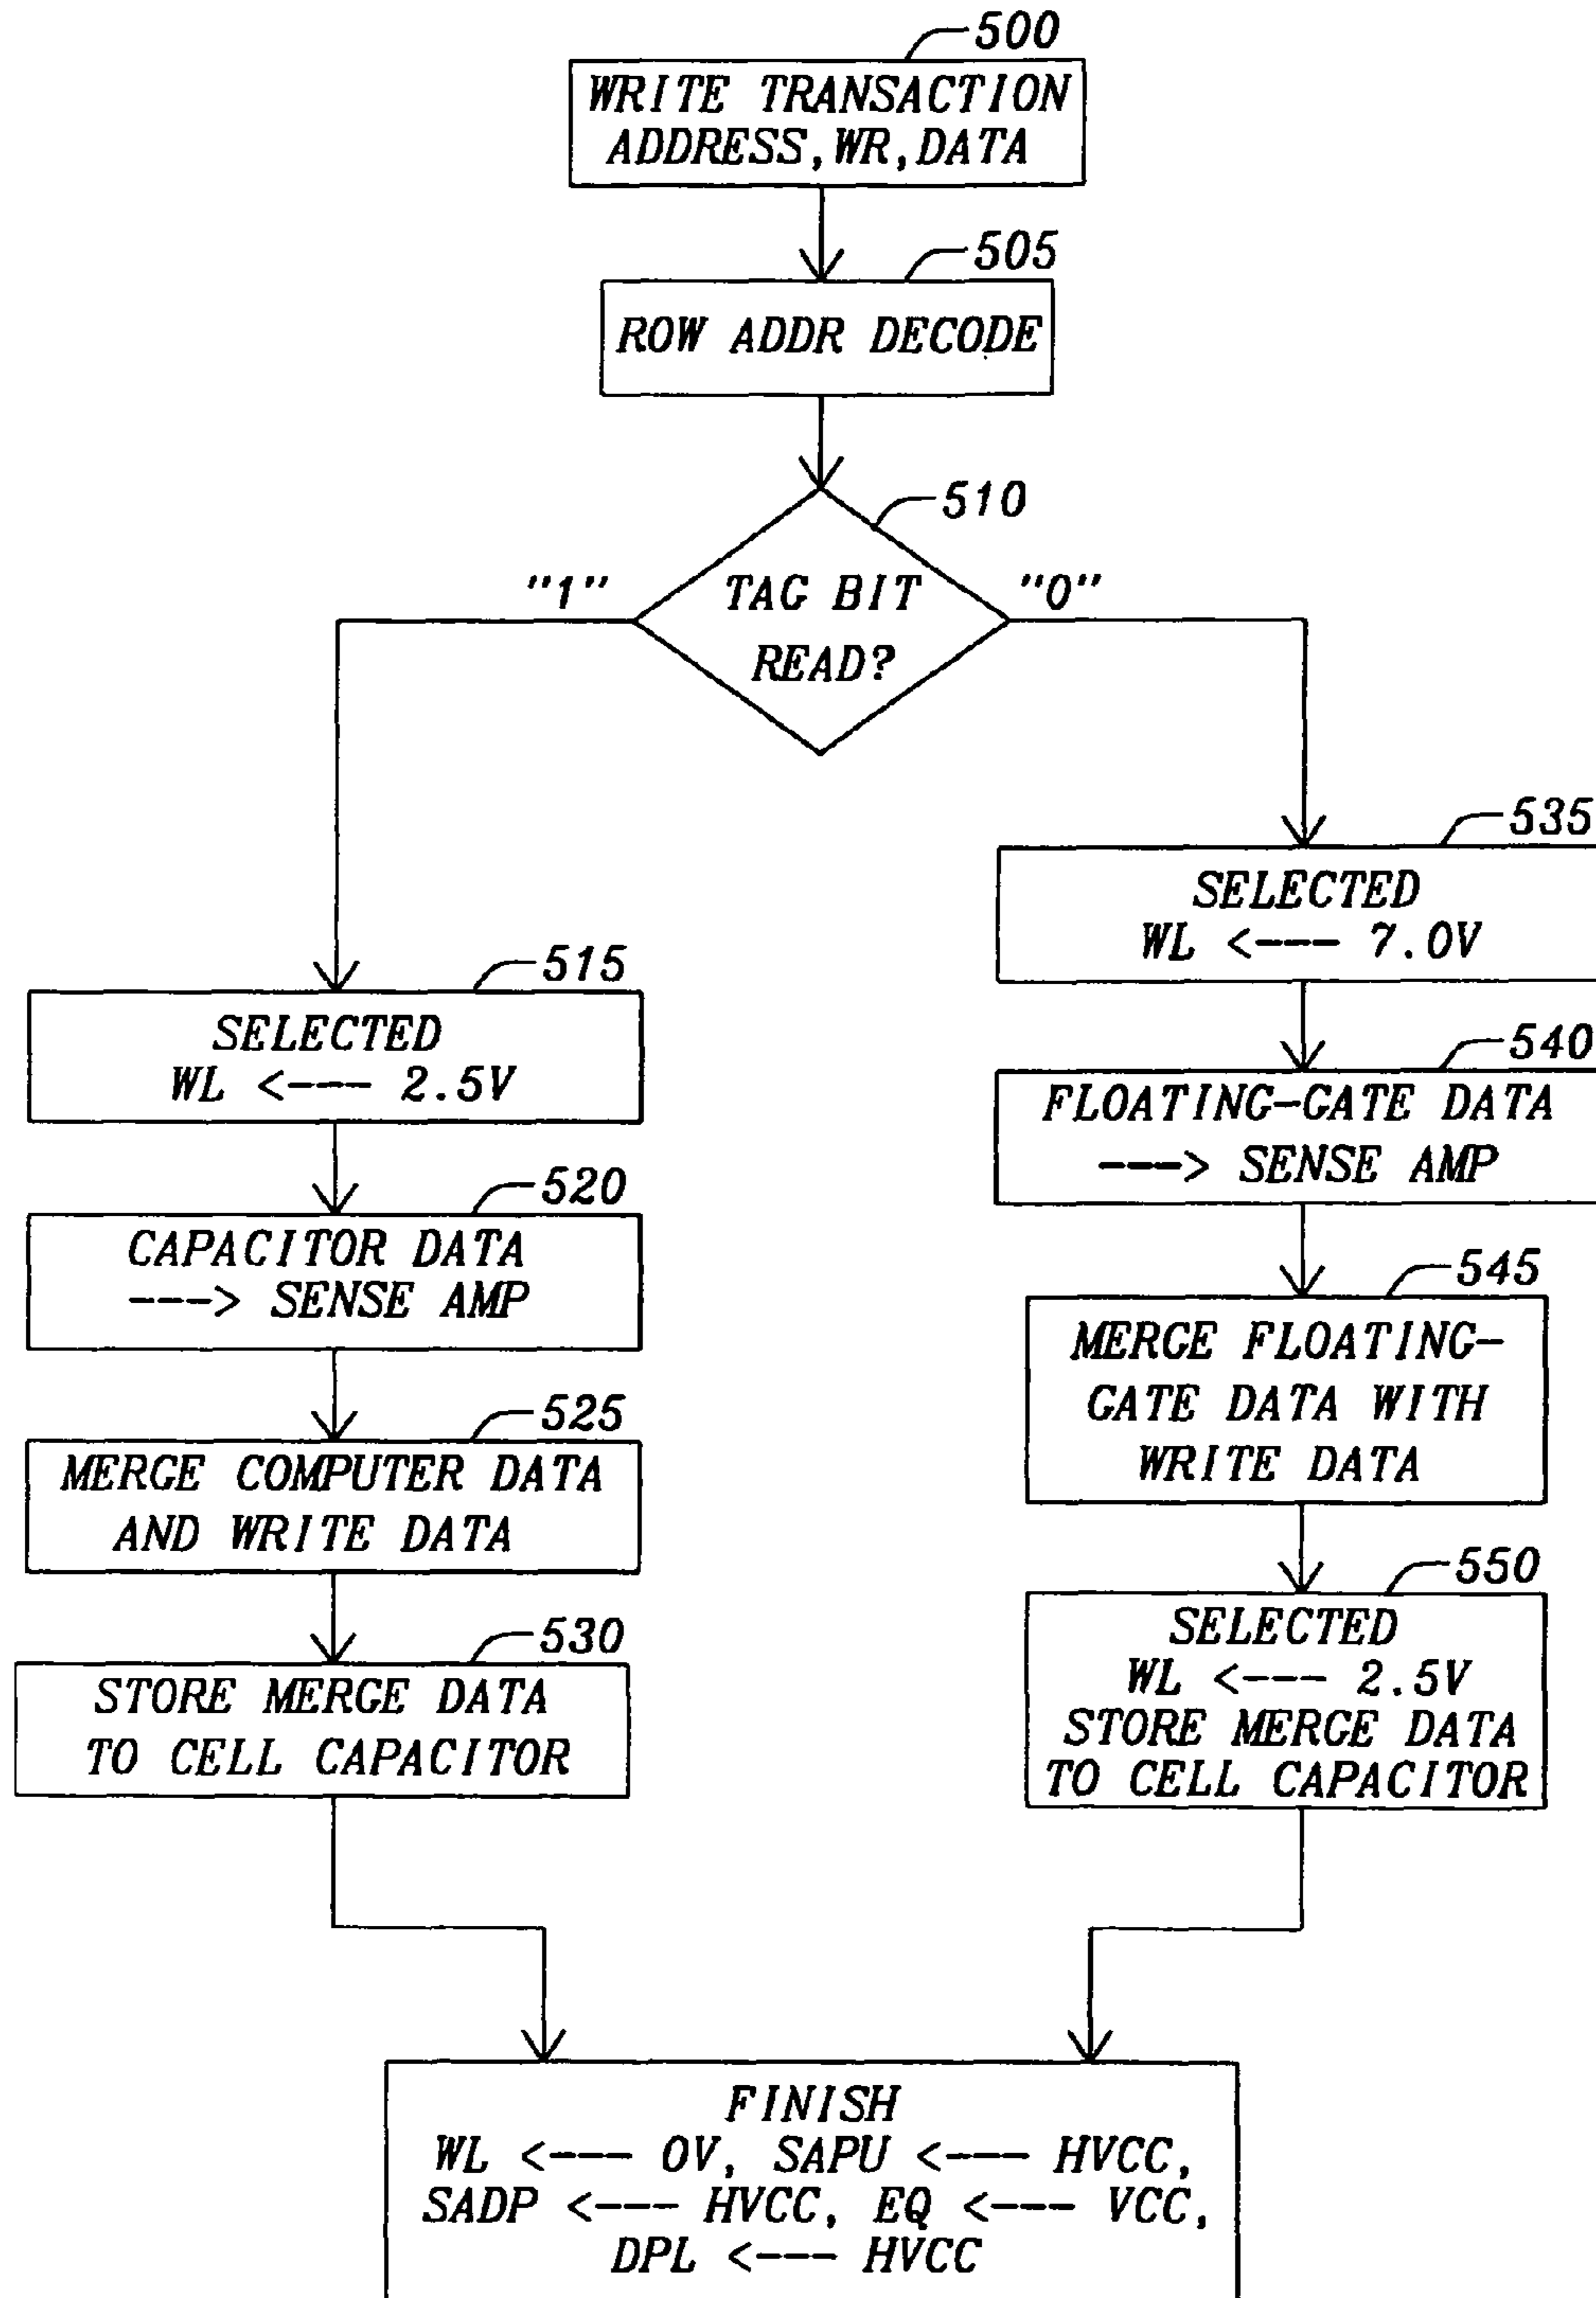 500
WRITE TRANSACTION
ADDRESS, WR, DATA
505
ROW ADDR DECODE
510
"1"
TAG BIT
READ?
"0"
515
SELECTED
WL <--- 2.5V
520
CAPACITOR DATA
---> SENSE AMP
525
MERGE COMPUTER DATA
AND WRITE DATA
530
STORE MERGE DATA
TO CELL CAPACITOR
535
SELECTED
WL <--- 7.0V
540
FLOATING-GATE DATA
---> SENSE AMP
545
MERGE FLOATING-
GATE DATA WITH
WRITE DATA
550
SELECTED
WL <--- 2.5V
STORE MERGE DATA
TO CELL CAPACITOR
FINISH
WL <--- 0V, SAPU <--- HVCC,
SADP <--- HVCC, EQ <--- VCC,
DPL <--- HVCC